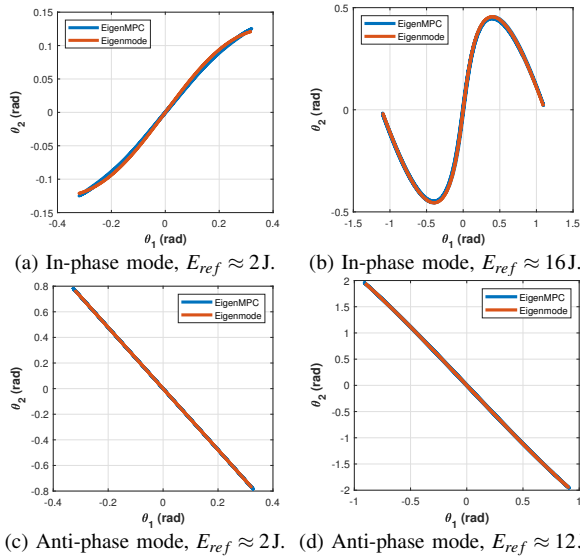 0.15
0.1
0.05
0
-0.05
-0.1
-0.15
θ2 (rad)
EigenMPC
Eigenmode
-0.4 -0.2 0 0.2 0.4
θ1 (rad)
(a) In-phase mode, Eref ≈ 2J.
0.5
0
-0.5
θ2 (rad)
EigenMPC
Eigenmode
-1.5 -1 -0.5 0 0.5 1 1.5
θ1 (rad)
(b) In-phase mode, Eref ≈ 16J.
0.8
0.6
0.4
0.2
0
-0.2
-0.4
-0.6
-0.8
θ2 (rad)
EigenMPC
Eigenmode
-0.4 -0.2 0 0.2 0.4
θ1 (rad)
(c) Anti-phase mode, Eref ≈ 2J.
2
1.5
1
0.5
0
-0.5
-1
-1.5
-2
θ2 (rad)
EigenMPC
Eigenmode
-1 -0.5 0 0.5 1
θ1 (rad)
(d) Anti-phase mode, Eref ≈ 12J